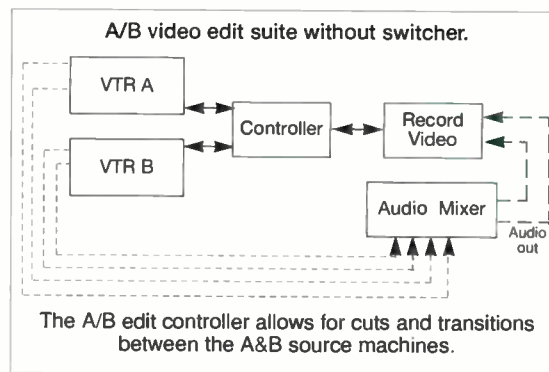 A/B video edit suite without switcher.
VTR A
Controller
Record
Video
VTR B
Audio Mixer
Audio
out
The A/B edit controller allows for cuts and transitions
between the A&B source machines.